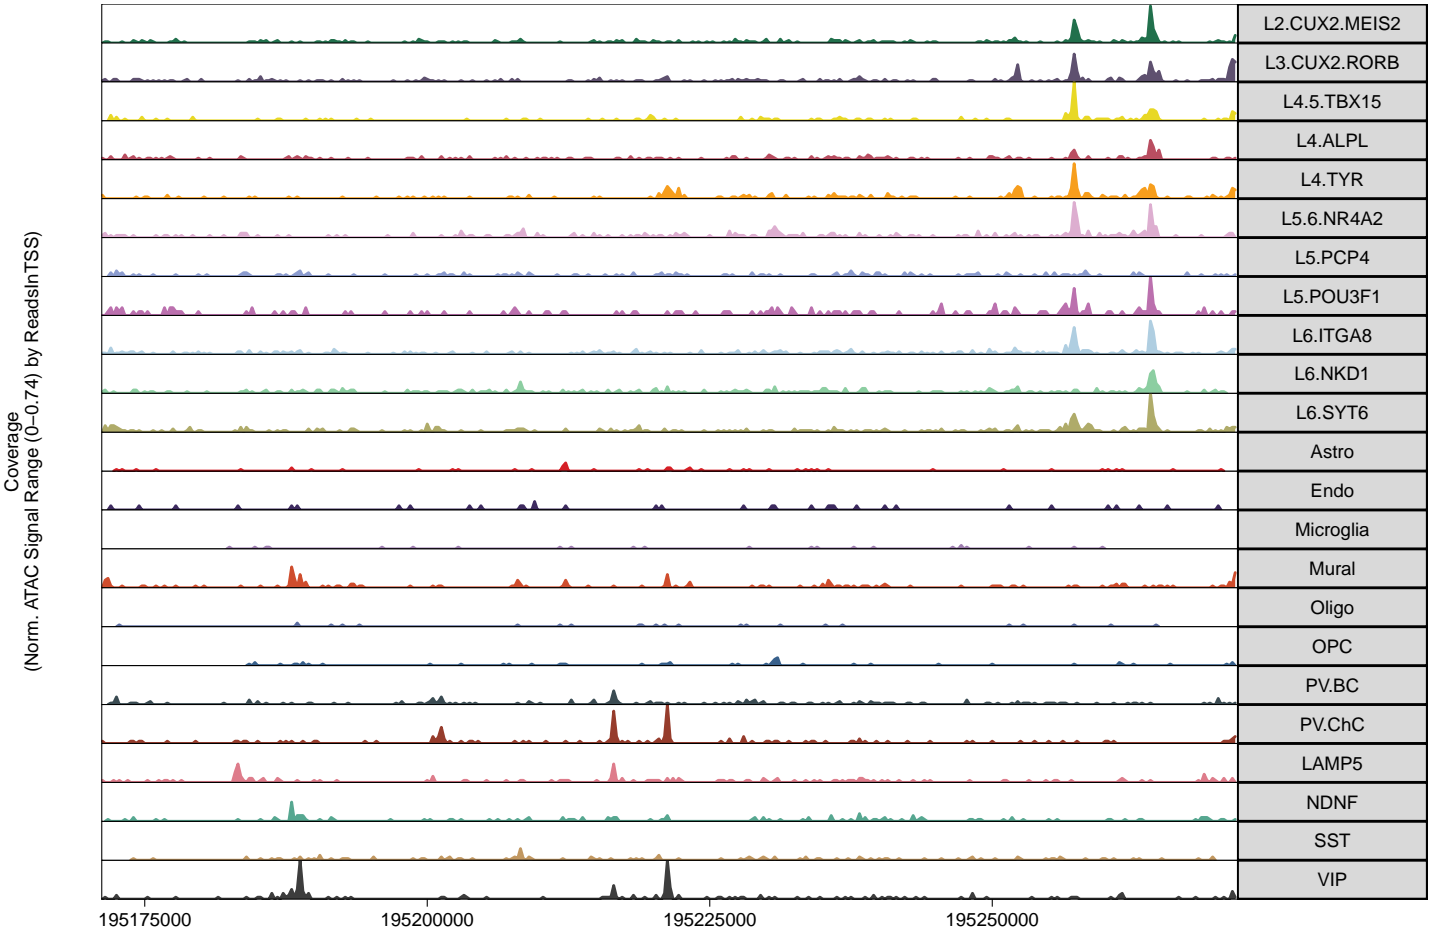 Coverage
(Norm. ATAC Signal Range (0–0.74) by ReadsInTSS)
L2.CUX2.MEIS2
L3.CUX2.RORB
L4.5.TBX15
L4.ALPL
L4.TYR
L5.6.NR4A2
L5.PCP4
L5.POU3F1
L6.ITGA8
L6.NKD1
L6.SYT6
Astro
Endo
Microglia
Mural
Oligo
OPC
PV.BC
PV.ChC
LAMP5
NDNF
SST
VIP
195175000 195200000 195225000 195250000